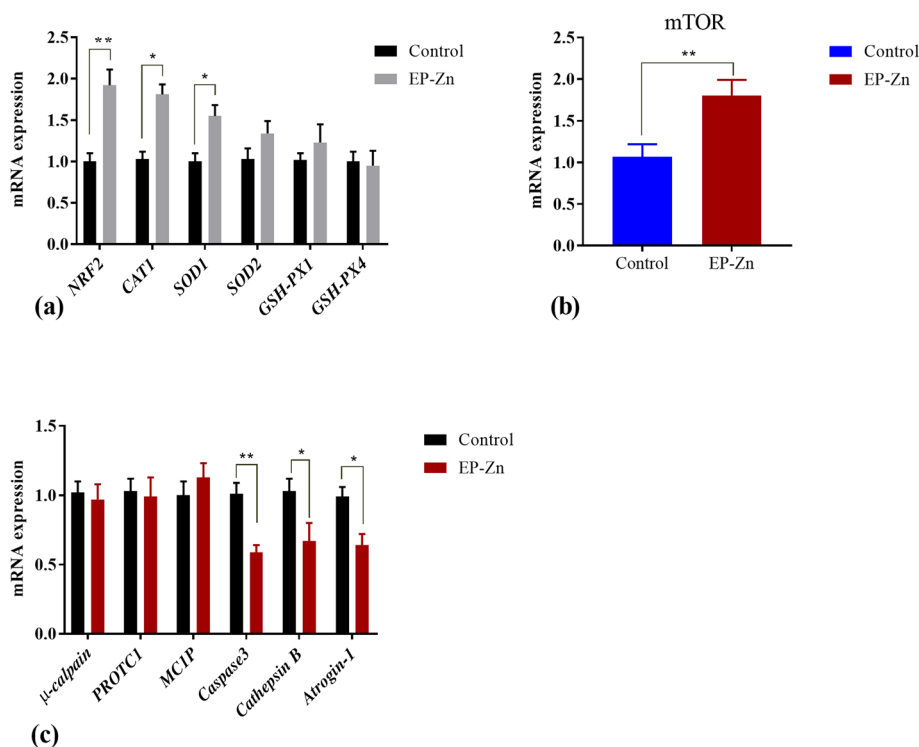 mRNA expression
2.5
2.0
1.5
1.0
0.5
0.0
**
*
*
NRF2
CAT1
SOD1
SOD2
GSH-PX1
GSH-PX4
Control
EP-Zn
(a)
mTOR
mRNA expression
2.5
2.0
1.5
1.0
0.5
0.0
**
Control
EP-Zn
Control
EP-Zn
(b)
mRNA expression
1.5
1.0
0.5
0.0
**
*
*
μ-calpain
PROTC1
MC1P
Caspase3
Cathepsin B
Atrogin-1
Control
EP-Zn
(c)